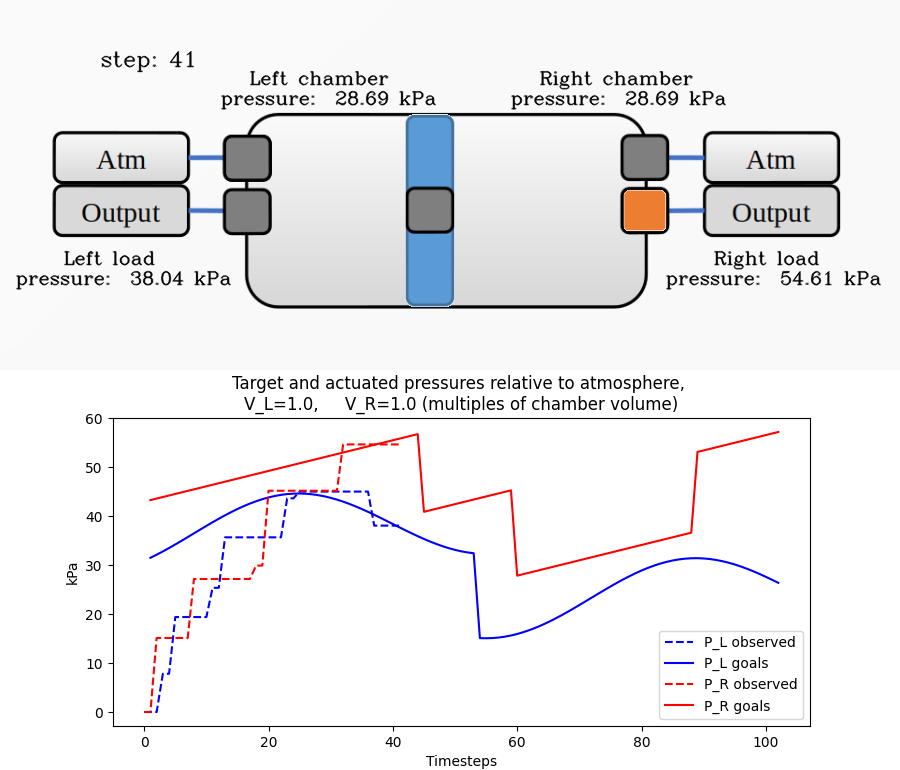 step: 41
Left chamber
pressure: 28.69 kPa
Right chamber
pressure: 28.69 kPa
Atm
Atm
Output
Output
Left load
pressure: 38.04 kPa
Right load
pressure: 54.61 kPa
Target and actuated pressures relative to atmosphere,
V_L=1.0, V_R=1.0 (multiples of chamber volume)
60
50
40
30
20
10
0
kPa
0 20 40 60 80 100
Timesteps
P_L observed
P_L goals
P_R observed
P_R goals